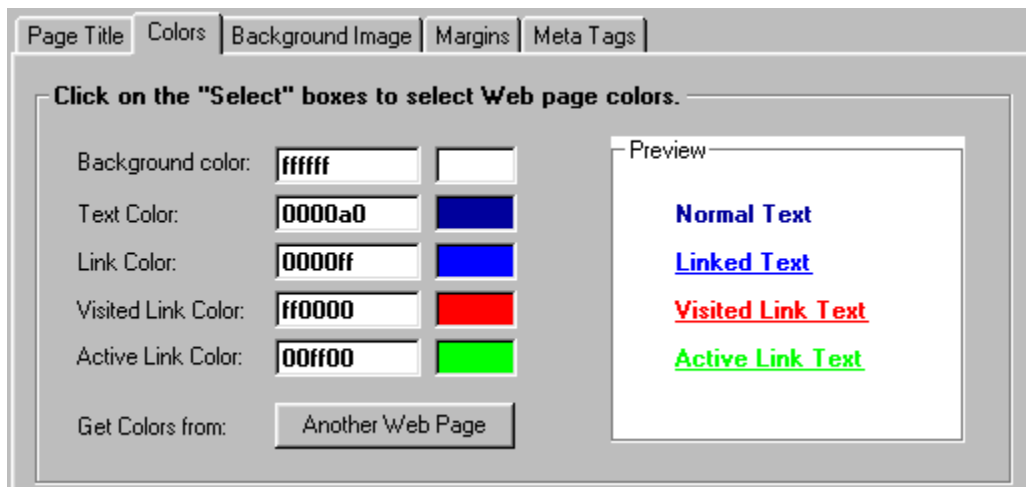 Page Title Colors Background Image Margins Meta Tags
Click on the "Select" boxes to select Web page colors.
Background color: ffffff
Text Color: 0000a0
Link Color: 0000ff
Visited Link Color: ff0000
Active Link Color: 00ff00
Get Colors from: Another Web Page
Preview
Normal Text
Linked Text
Visited Link Text
Active Link Text